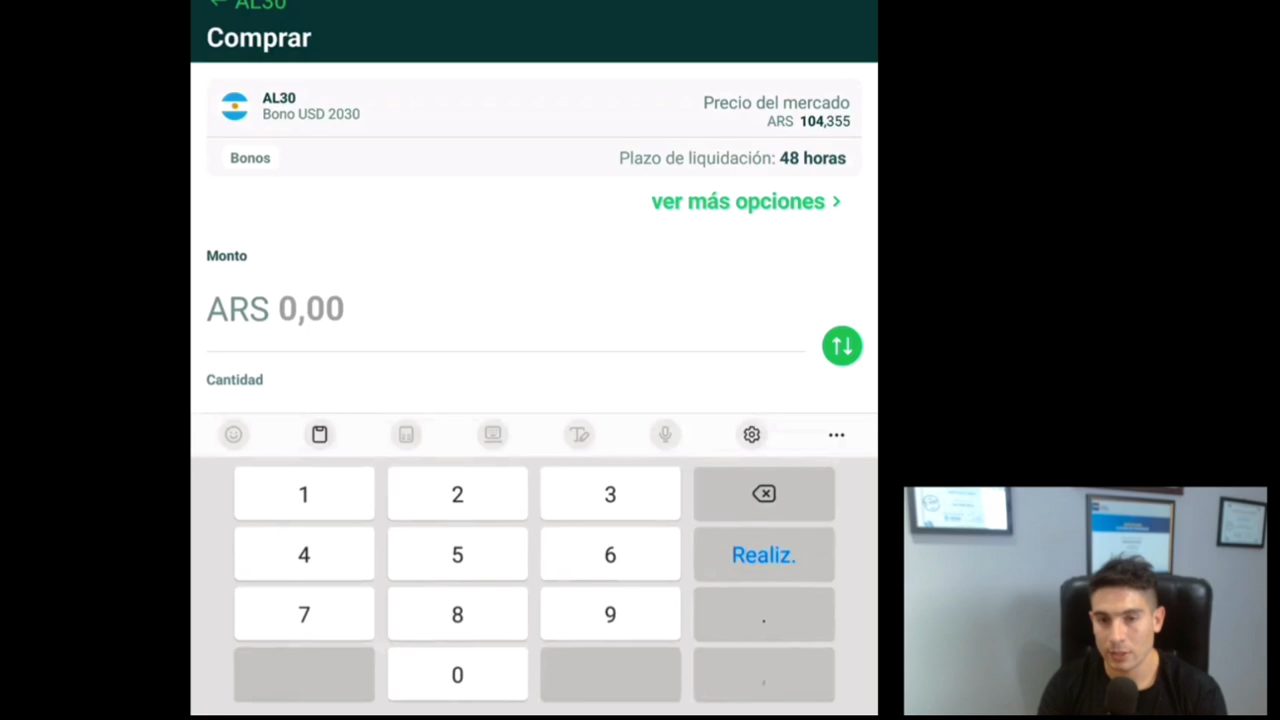 ← AL30
Comprar
AL30
Bono USD 2030
Precio del mercado
ARS 104,355
Bonos
Plazo de liquidación: 48 horas
ver más opciones >
Monto
ARS 0,00
Cantidad
1 2 3
4 5 6 Realiz.
7 8 9 .
0 ,